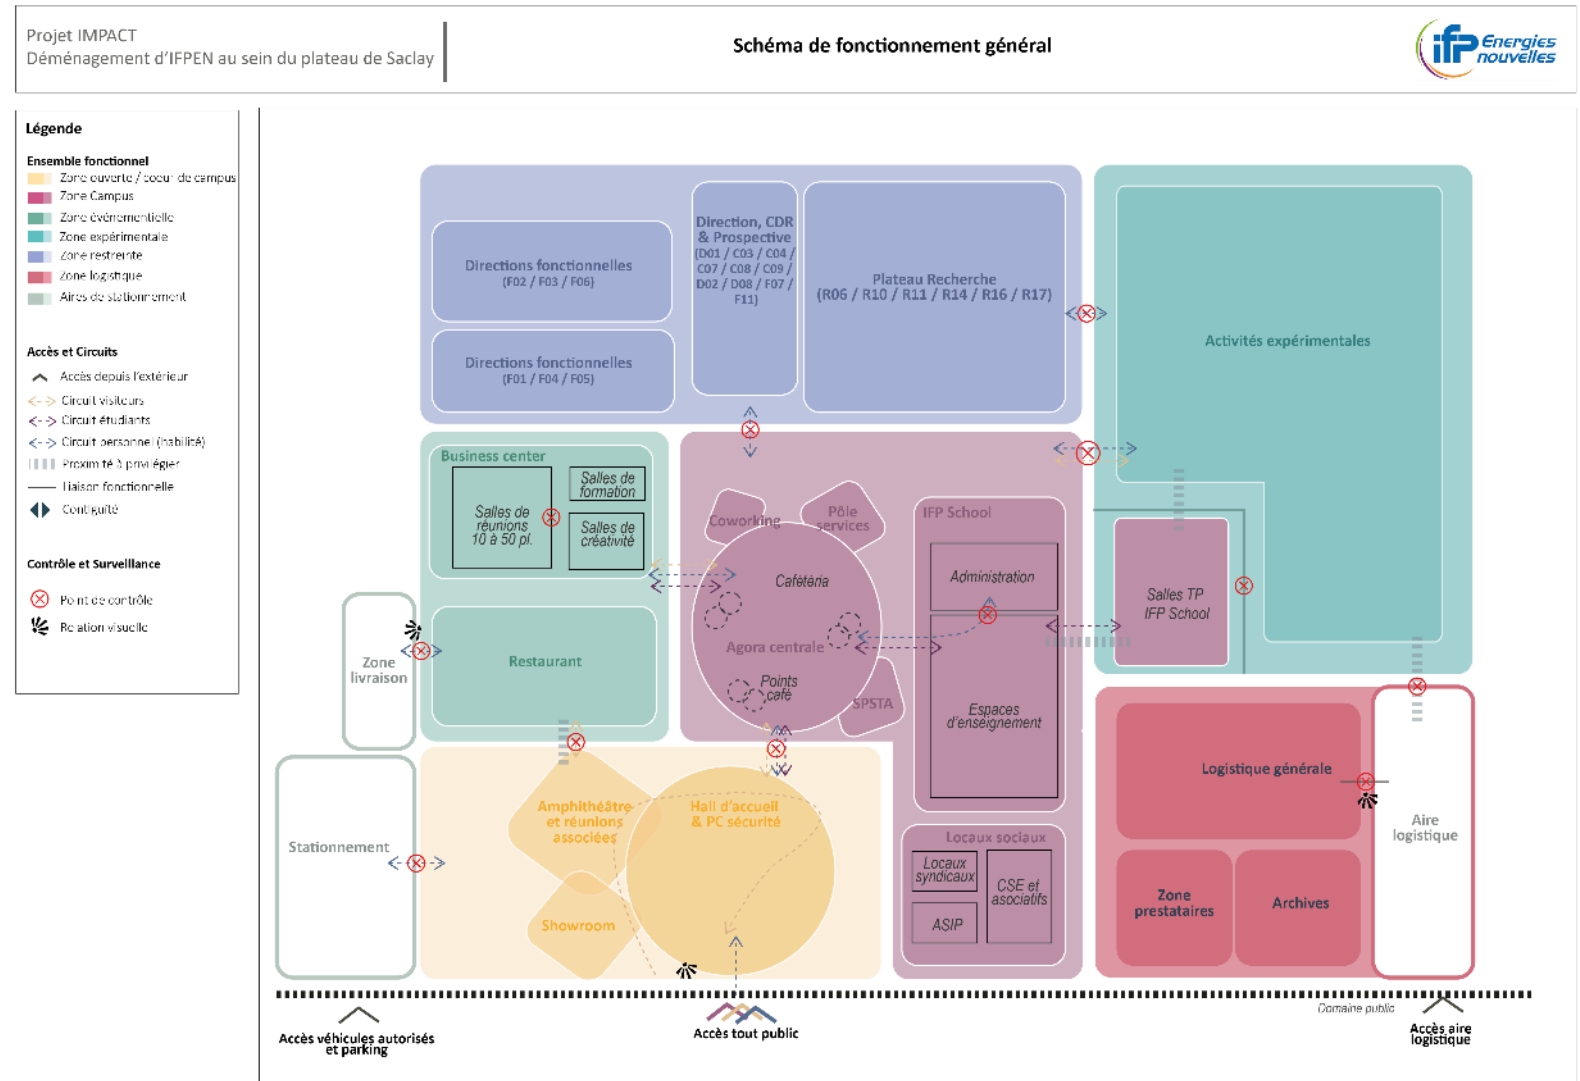 Projet IMPACT
Déménagement d'IFPEN au sein du plateau de Saclay
Schéma de fonctionnement général
ifp Energies
nouvelles
Légende
Ensemble fonctionnel
Zone ouverte / coeur de campus
Zone Campus
Zone événementielle
Zone expérimentale
Zone restreinte
Zone logistique
Aires de stationnement
Accès et Circuits
Accès depuis l'extérieur
Circuit visiteurs
Circuit étudiants
Circuit personnel (habilité)
Proximité à privilégier
Liaison fonctionnelle
Contiguïté
Contrôle et Surveillance
Point de contrôle
Relation visuelle
Directions fonctionnelles
(F02 / F03 / F06)
Directions fonctionnelles
(F01 / F04 / F05)
Direction, CDR
& Prospective
(D01 / C03 / C04 /
C07 / C08 / C09 /
D02 / D08 / F07 /
F11)
Plateau Recherche
(R06 / R10 / R11 / R14 / R16 / R17)
Activités expérimentales
Business center
Salles de
réunions
10 à 50 pl.
Salles de
formation
Salles de
créativité
Restaurant
Zone
livraison
Stationnement
Coworking
Pôle
services
Cafétéria
Agora centrale
Points
café
SPSTA
IFP School
Administration
Espaces
d'enseignement
Salles TP
IFP School
Locaux sociaux
Locaux
syndicaux
CSE et
asociatifs
ASIP
Amphithéâtre
et réunions
associées
Hall d'accueil
& PC sécurité
Showroom
Logistique générale
Zone
prestataires
Archives
Aire
logistique
Domaine public
Accès véhicules autorisés
et parking
Accès tout public
Accès aire
logistique